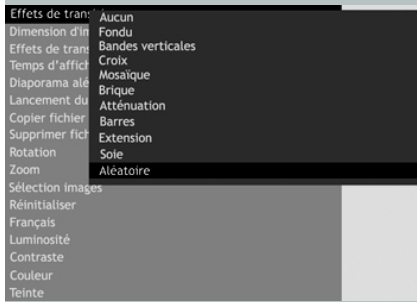 Effets de trans
Dimension d'im
Effets de trans
Temps d'affich
Diaporama alé
Lancement du
Copier fichier
Supprimer fich
Rotation
Zoom
Sélection images
Réinitialiser
Français
Luminosité
Contraste
Couleur
Teinte
Aucun
Fondu
Bandes verticales
Croix
Mosaïque
Brique
Atténuation
Barres
Extension
Soie
Aléatoire